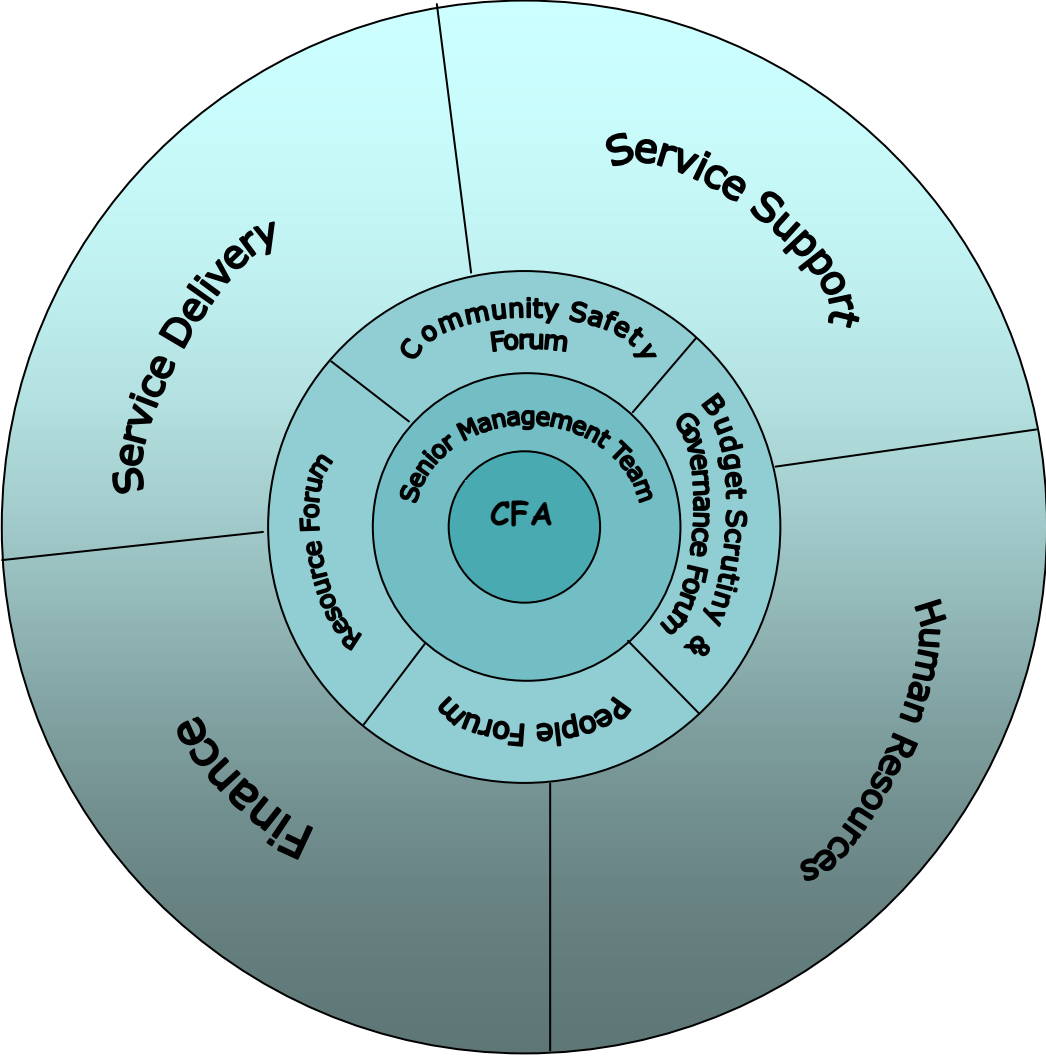 Service Support
Service Delivery
Community Safety
Forum
Budget Scrutiny &
Governance Forum
Senior Management Team
Resource Forum
CFA
Human Resources
People Forum
Finance